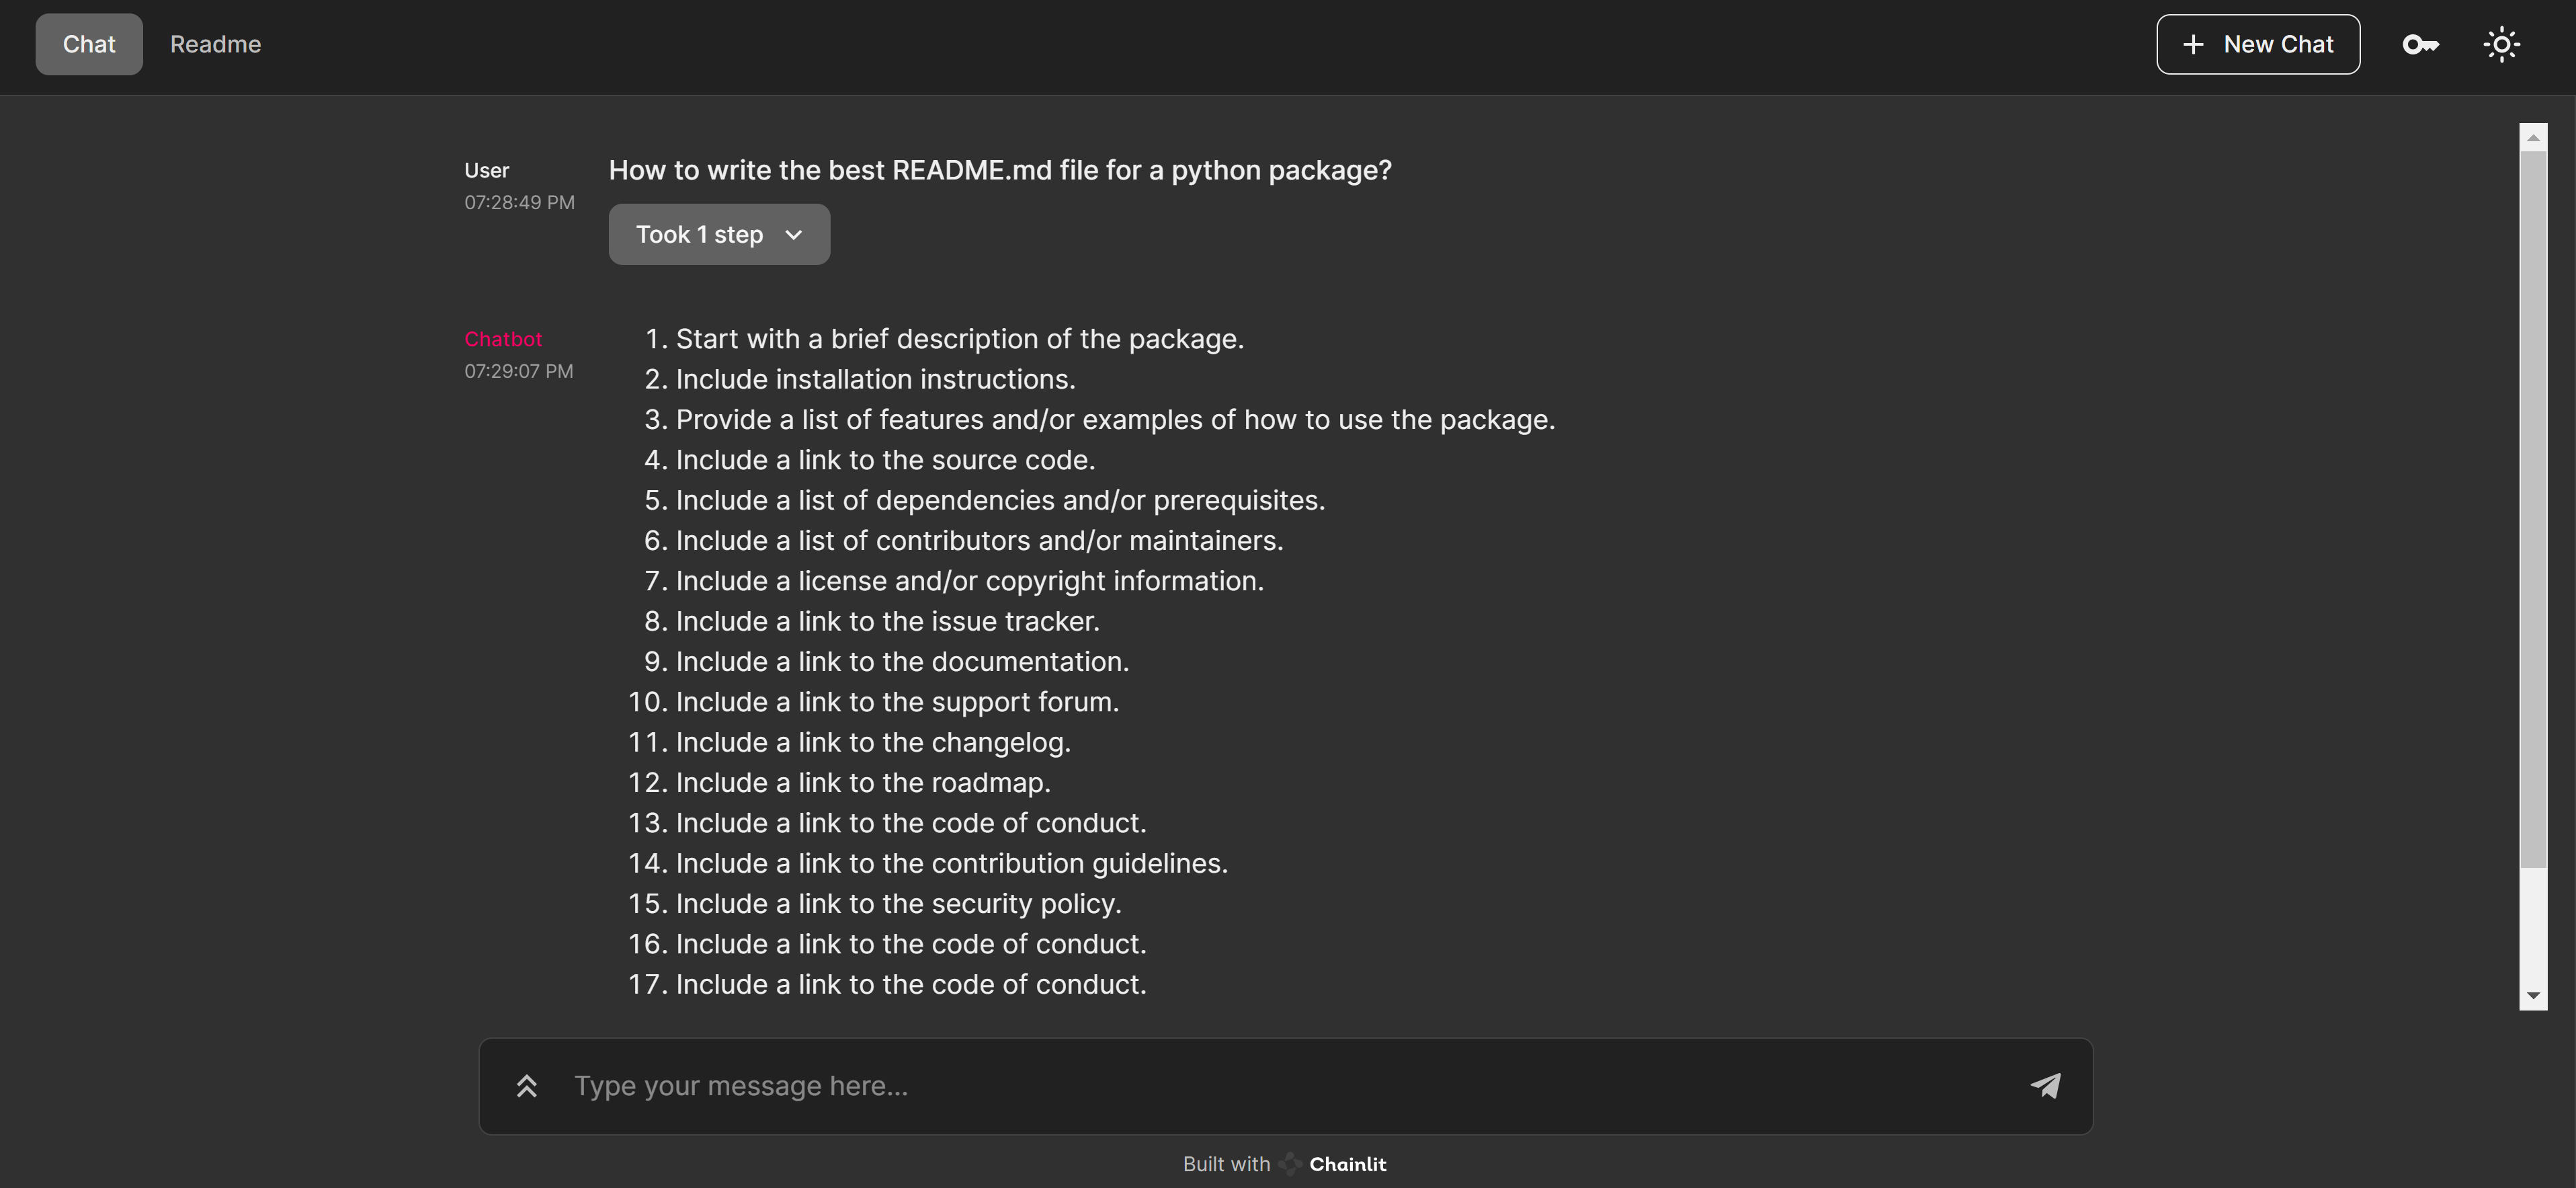 Chat
Readme
New Chat
User
How to write the best README.md file for a python package?
07:28:49 PM
Took 1 step
Chatbot
07:29:07 PM
1. Start with a brief description of the package.
2. Include installation instructions.
3. Provide a list of features and/or examples of how to use the package.
4. Include a link to the source code.
5. Include a list of dependencies and/or prerequisites.
6. Include a list of contributors and/or maintainers.
7. Include a license and/or copyright information.
8. Include a link to the issue tracker.
9. Include a link to the documentation.
10. Include a link to the support forum.
11. Include a link to the changelog.
12. Include a link to the roadmap.
13. Include a link to the code of conduct.
14. Include a link to the contribution guidelines.
15. Include a link to the security policy.
16. Include a link to the code of conduct.
17. Include a link to the code of conduct.
Type your message here...
Built with Chainlit